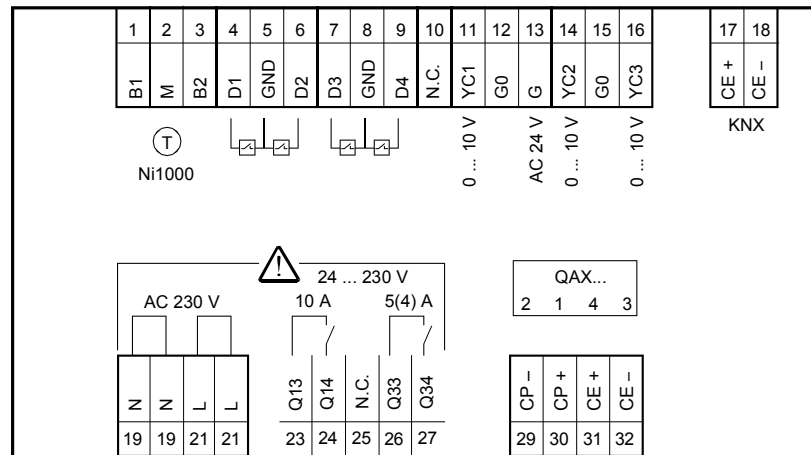 1 2 3 4 5 6 7 8 9 10 11 12 13 14 15 16 17 18
B1 M B2 D1 GND D2 D3 GND D4 N.C. YC1 G0 G YC2 G0 YC3 CE + CE –
T
Ni1000
0 ... 10 V AC 24 V 0 ... 10 V 0 ... 10 V
KNX
! 24 ... 230 V
AC 230 V 10 A 5(4) A
QAX...
2 1 4 3
N N L L Q13 Q14 N.C. Q33 Q34 CP – CP + CE + CE –
19 19 21 21 23 24 25 26 27 29 30 31 32